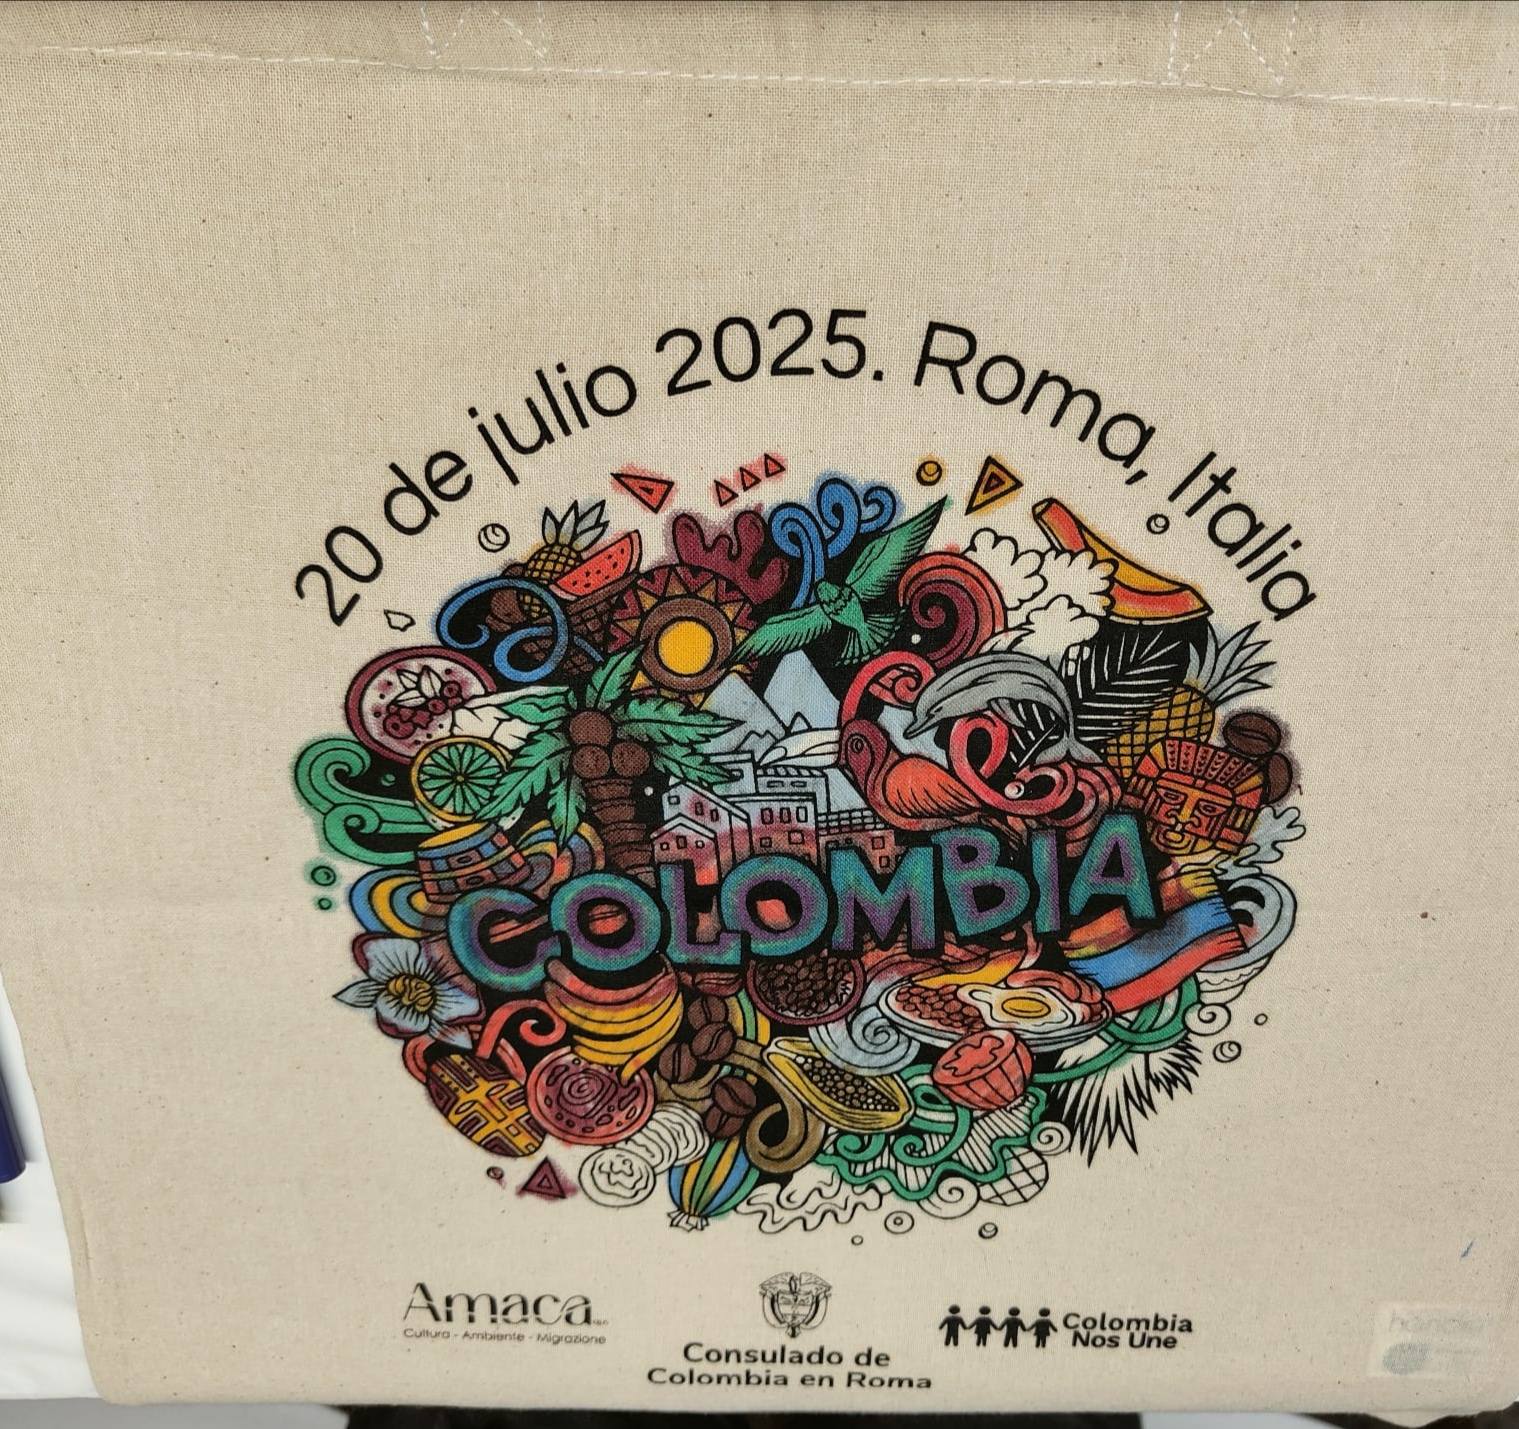 20 de julio 2025. Roma, Italia
COLOMBIA
Amaca
Cultura - Ambiente - Migrazione
Consulado de
Colombia en Roma
Colombia
Nos Une